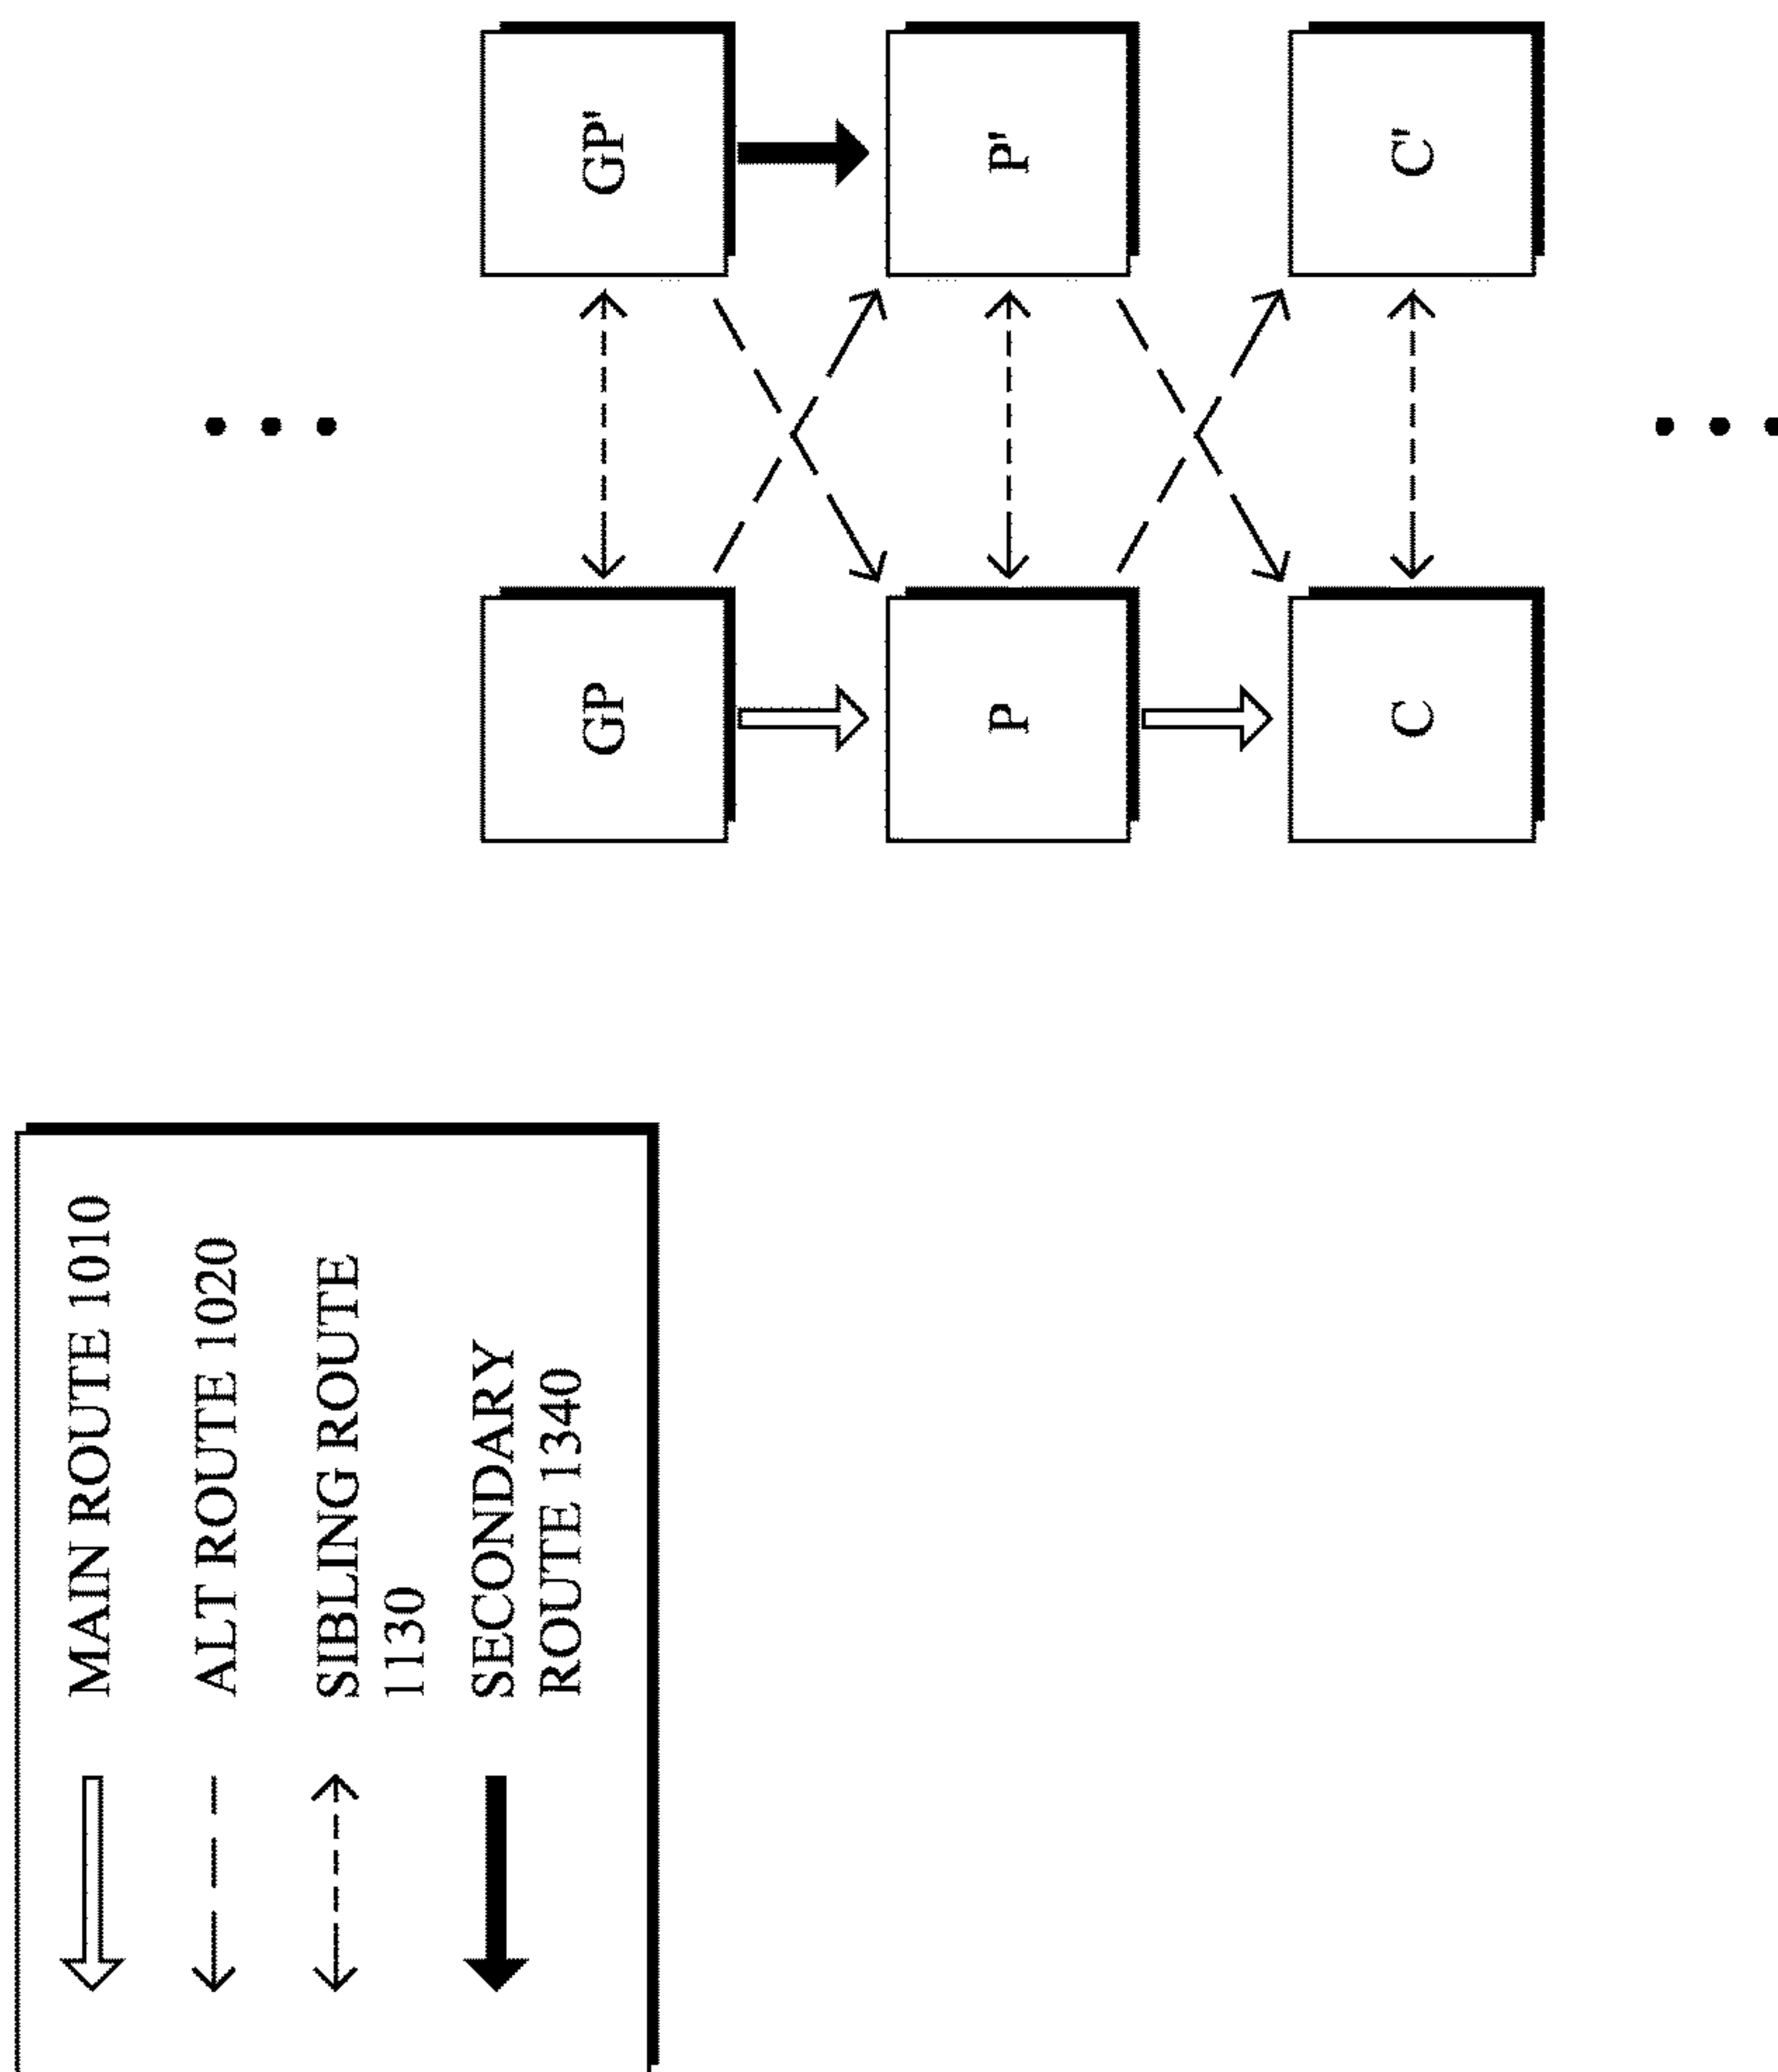 MAIN ROUTE 1010
ALT ROUTE 1020
SIBLING ROUTE
1130
SECONDARY
ROUTE 1340
GP
GP'
P
P'
C
C'